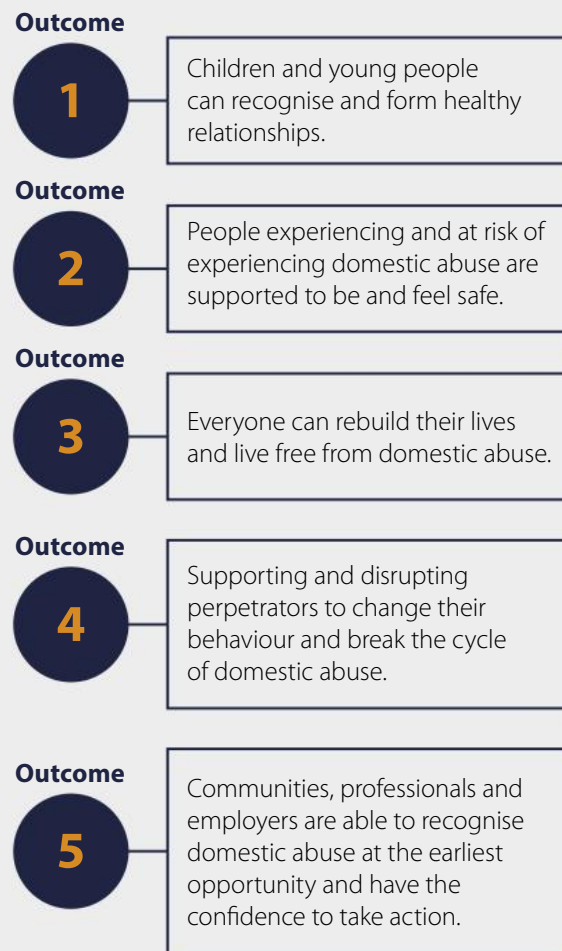 Outcome
1
Children and young people
can recognise and form healthy
relationships.
Outcome
2
People experiencing and at risk of
experiencing domestic abuse are
supported to be and feel safe.
Outcome
3
Everyone can rebuild their lives
and live free from domestic abuse.
Outcome
4
Supporting and disrupting
perpetrators to change their
behaviour and break the cycle
of domestic abuse.
Outcome
5
Communities, professionals and
employers are able to recognise
domestic abuse at the earliest
opportunity and have the
confidence to take action.